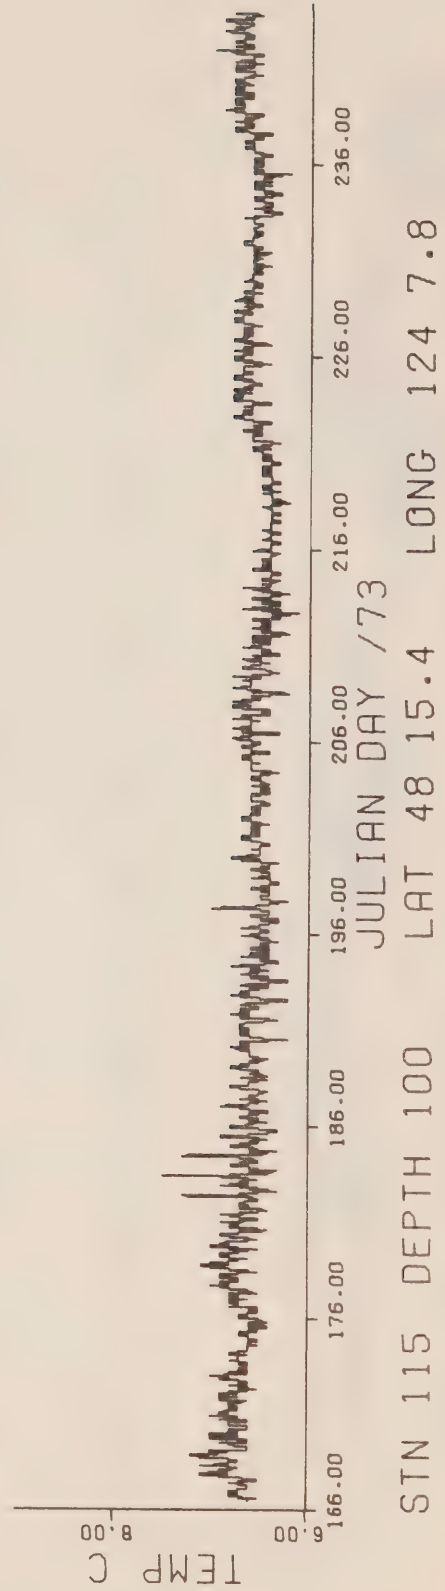 TEMP C
8.00
6.00
166.00 176.00 186.00 196.00 206.00 216.00 226.00 236.00
JULIAN DAY /73
STN 115 DEPTH 100 LAT 48 15.4 LONG 124 7.8